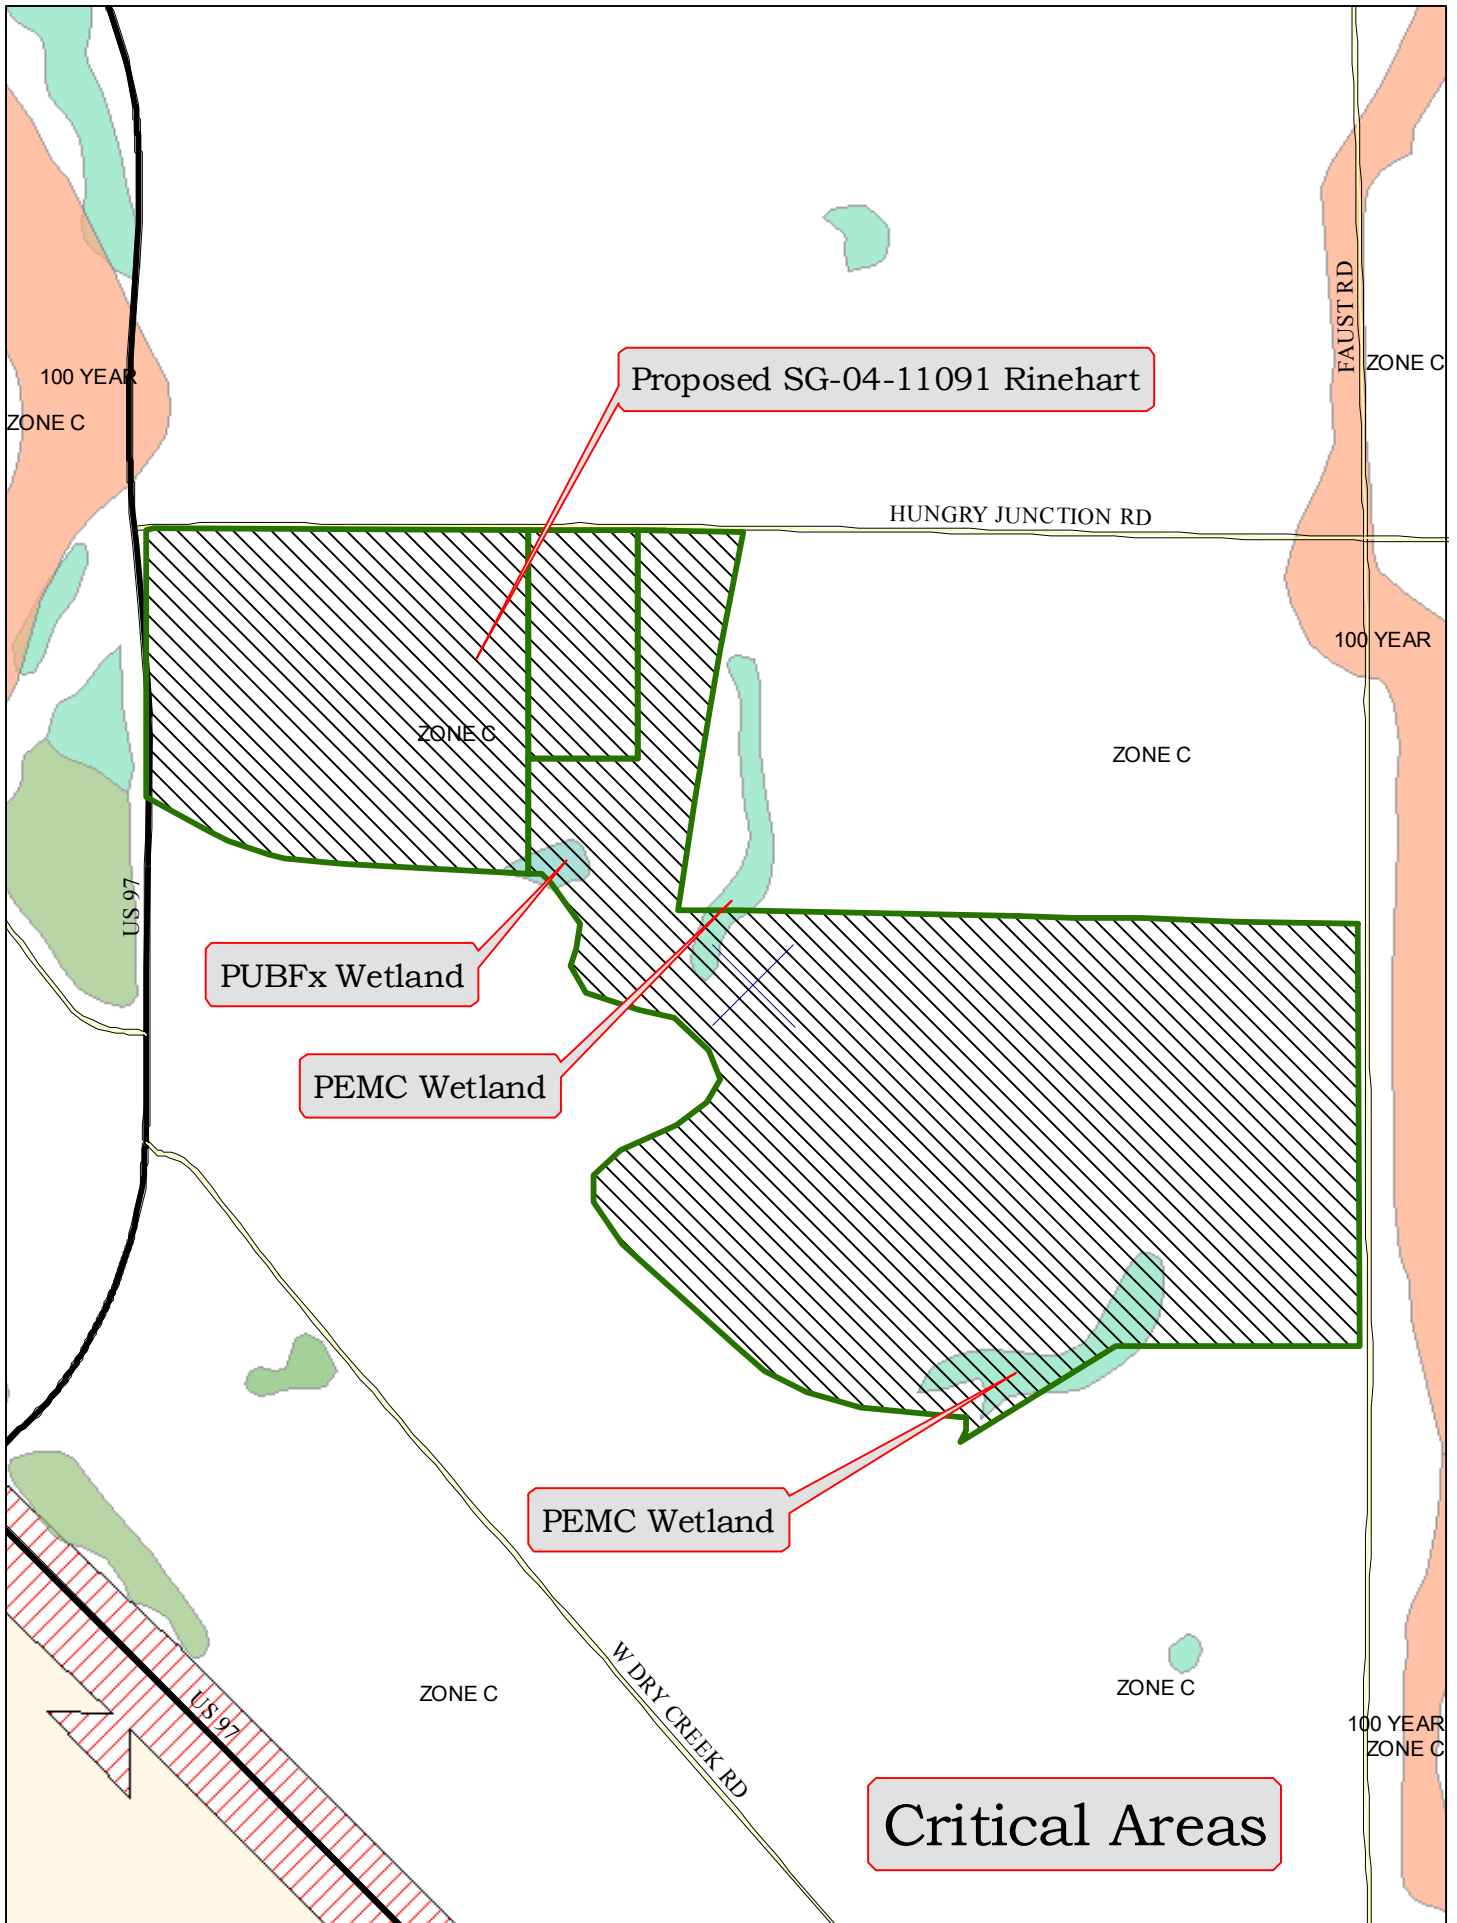 FAUST RD
ZONE C
100 YEAR
Proposed SG-04-11091 Rinehart
ZONE C
HUNGRY JUNCTION RD
100 YEAR
ZONE C
ZONE C
US 97
PUBFx Wetland
PEMC Wetland
PEMC Wetland
W DRY CREEK RD
ZONE C
ZONE C
US 97
100 YEAR
ZONE C
Critical Areas